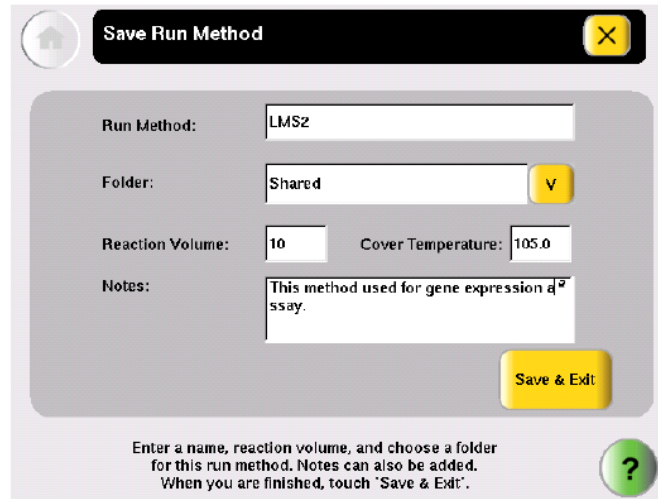 Save Run Method
X
Run Method: LMS2
Folder: Shared
V
Reaction Volume: 10 Cover Temperature: 105.0
Notes: This method used for gene expression a
ssay.
Save & Exit
Enter a name, reaction volume, and choose a folder
for this run method. Notes can also be added.
When you are finished, touch "Save & Exit".
?